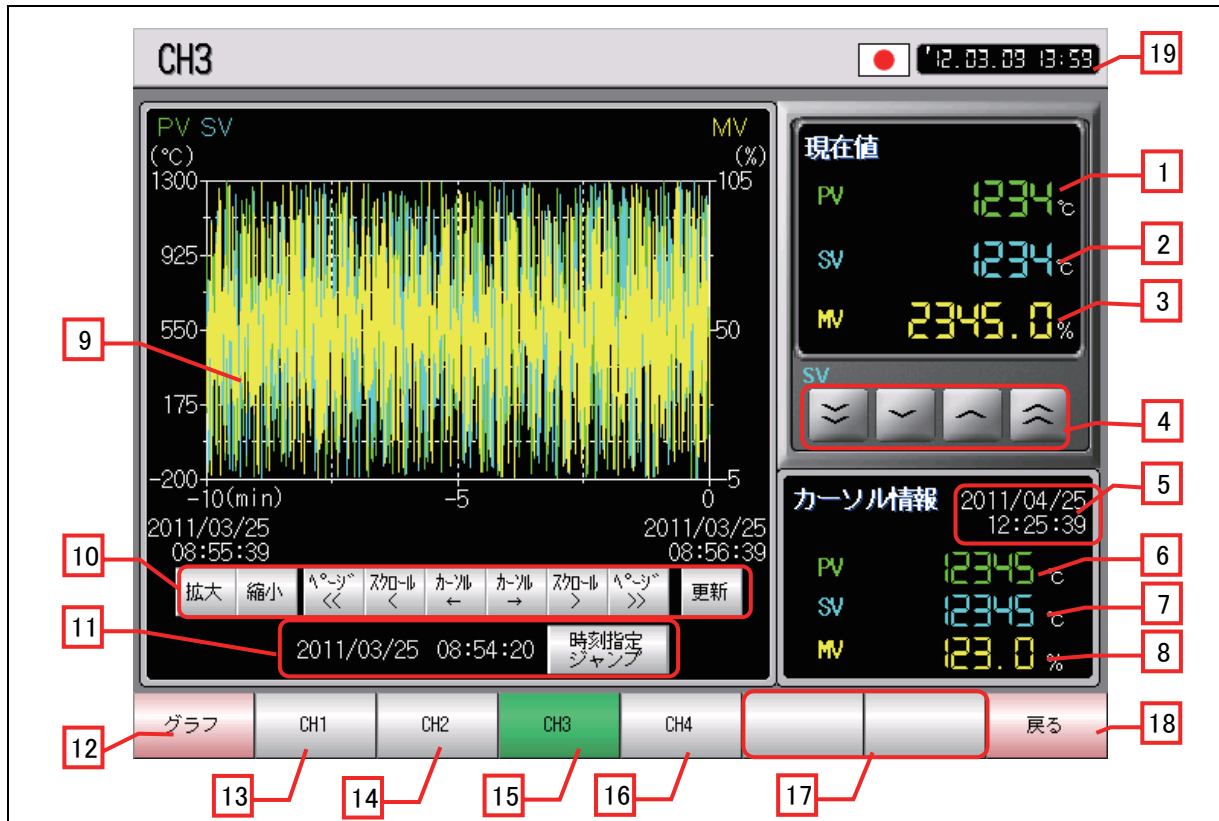 CH3
'12.03.09 13:59
19
PV SV
MV
(℃)
(%)
1300
925
550
175
-200
105
50
-5
-10(min)
-5
0
2011/03/25
08:55:39
2011/03/25
08:56:39
9
10
拡大
縮小
ﾍﾟｰｼﾞ
<<
ｽｸﾛｰﾙ
<
ｶｰｿﾙ
←
ｶｰｿﾙ
→
ｽｸﾛｰﾙ
>
ﾍﾟｰｼﾞ
>>
更新
11
2011/03/25 08:54:20
時刻指定
ジャンプ
現在値
PV 1234 ℃
1
SV 1234 ℃
2
MV 2345.0 %
3
SV
4
カーソル情報
2011/04/25
12:25:39
5
PV 12345 ℃
6
SV 12345 ℃
7
MV 123.0 %
8
グラフ
CH1
CH2
CH3
CH4
戻る
12
13
14
15
16
17
18